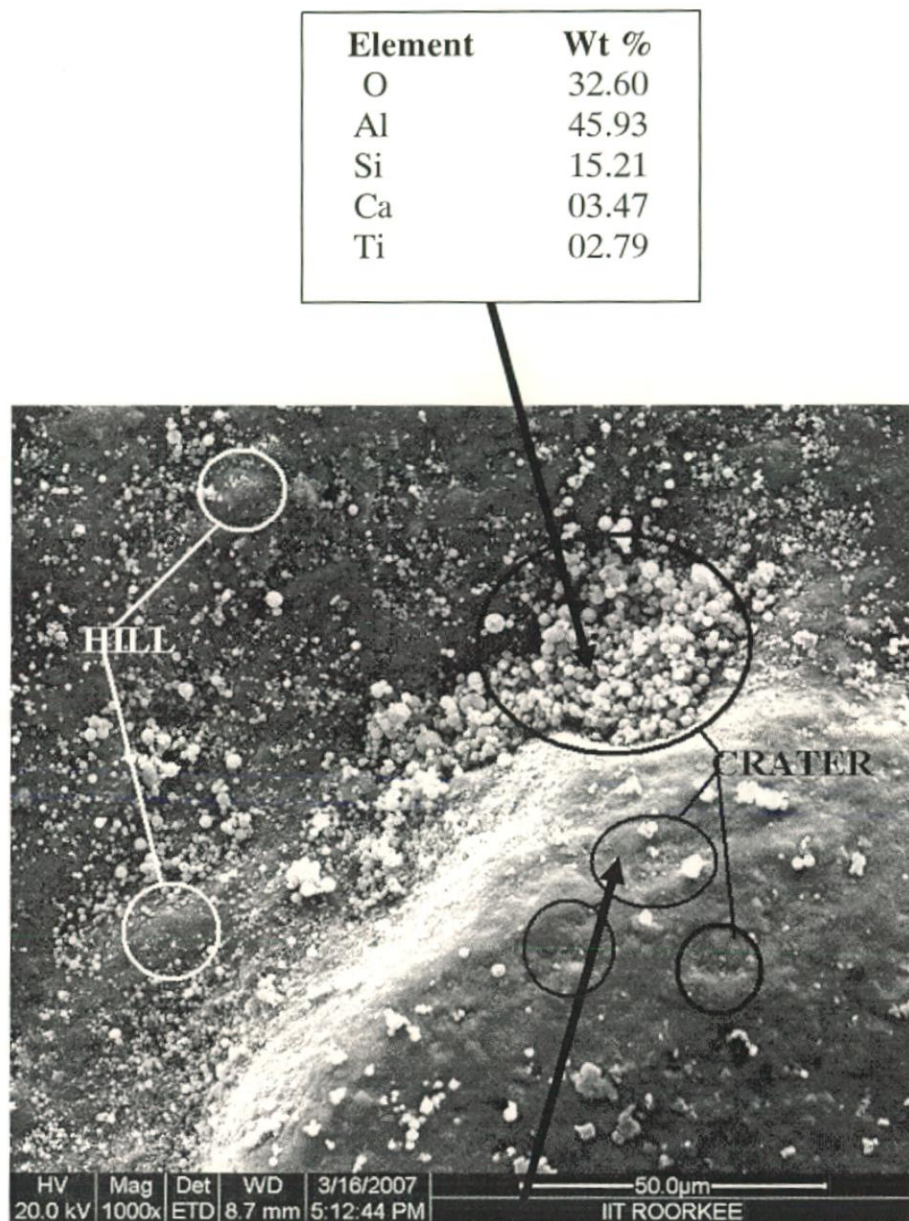 Element Wt %
O 32.60
Al 45.93
Si 15.21
Ca 03.47
Ti 02.79
HILL
CRATER
HV Mag Det WD 3/16/2007 50.0µm
20.0 kV 1000x ETD 8.7 mm 5:12:44 PM IIT ROORKEE